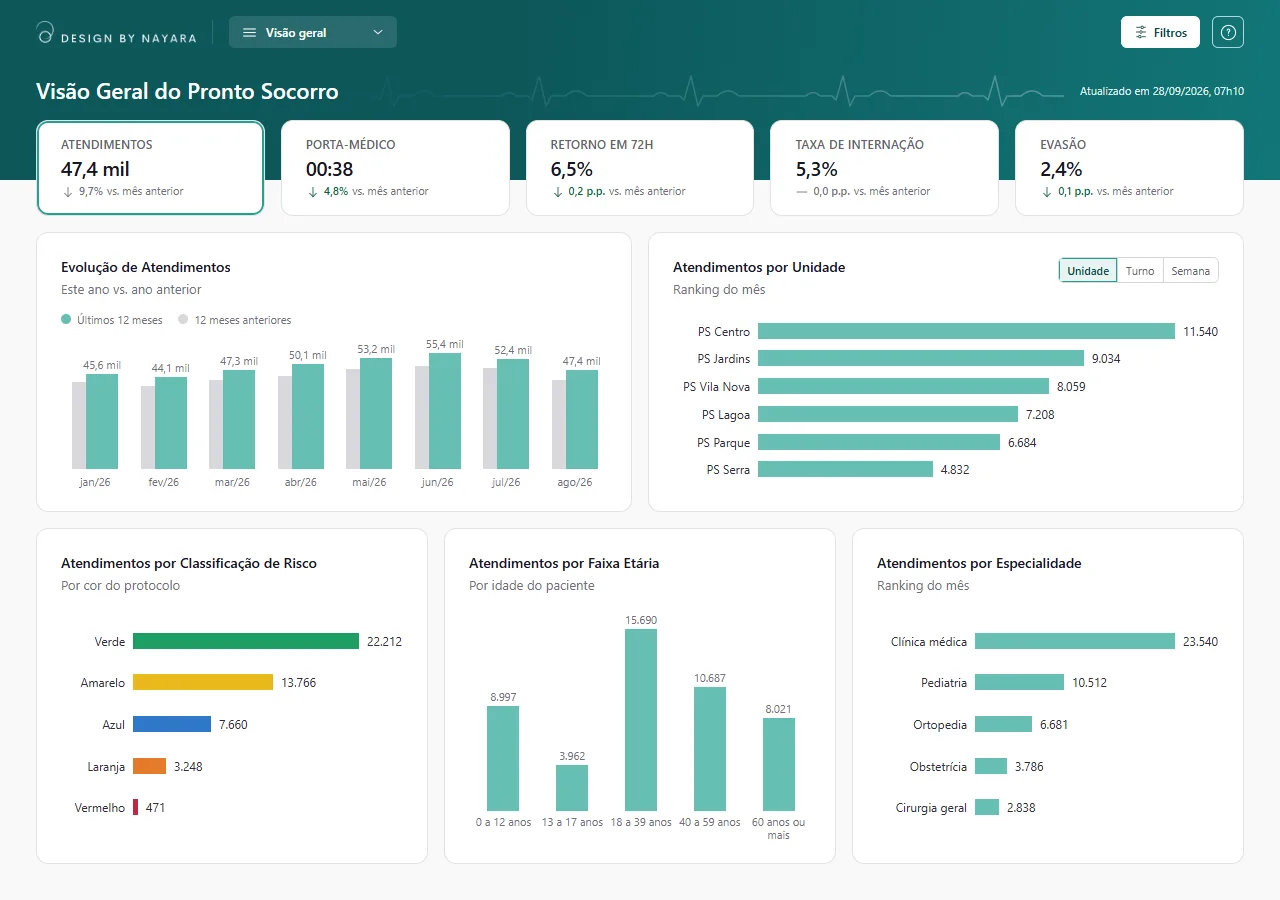 DESIGN BY NAYARA
Visão geral
Filtros
?
Visão Geral do Pronto Socorro
Atualizado em 28/09/2026, 07h10
ATENDIMENTOS
47,4 mil
↓ 9,7% vs. mês anterior
PORTA-MÉDICO
00:38
↓ 4,8% vs. mês anterior
RETORNO EM 72H
6,5%
↓ 0,2 p.p. vs. mês anterior
TAXA DE INTERNAÇÃO
5,3%
— 0,0 p.p. vs. mês anterior
EVASÃO
2,4%
↓ 0,1 p.p. vs. mês anterior
Evolução de Atendimentos
Este ano vs. ano anterior
Últimos 12 meses
12 meses anteriores
45,6 mil
44,1 mil
47,3 mil
50,1 mil
53,2 mil
55,4 mil
52,4 mil
47,4 mil
jan/26
fev/26
mar/26
abr/26
mai/26
jun/26
jul/26
ago/26
Atendimentos por Unidade
Ranking do mês
Unidade
Turno
Semana
PS Centro 11.540
PS Jardins 9.034
PS Vila Nova 8.059
PS Lagoa 7.208
PS Parque 6.684
PS Serra 4.832
Atendimentos por Classificação de Risco
Por cor do protocolo
Verde 22.212
Amarelo 13.766
Azul 7.660
Laranja 3.248
Vermelho 471
Atendimentos por Faixa Etária
Por idade do paciente
8.997
3.962
15.690
10.687
8.021
0 a 12 anos
13 a 17 anos
18 a 39 anos
40 a 59 anos
60 anos ou
mais
Atendimentos por Especialidade
Ranking do mês
Clínica médica 23.540
Pediatria 10.512
Ortopedia 6.681
Obstetrícia 3.786
Cirurgia geral 2.838